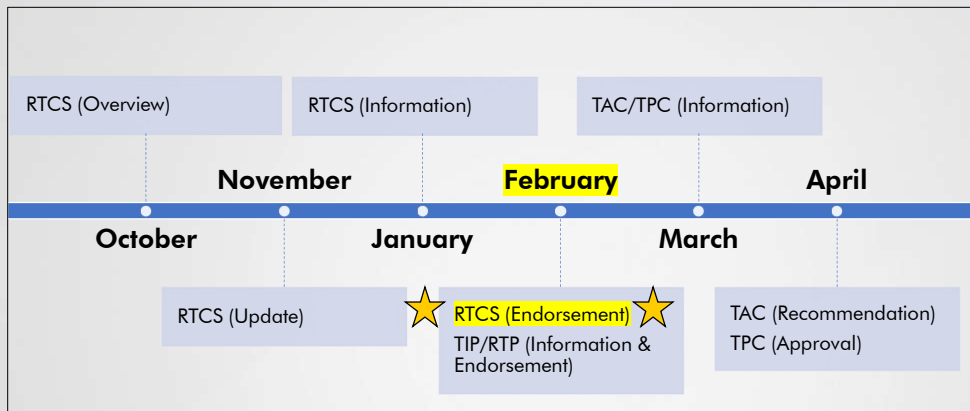 RTCS (Overview)
RTCS (Information)
TAC/TPC (Information)
November
February
April
October
January
March
RTCS (Update)
RTCS (Endorsement)
TIP/RTP (Information &
Endorsement)
TAC (Recommendation)
TPC (Approval)